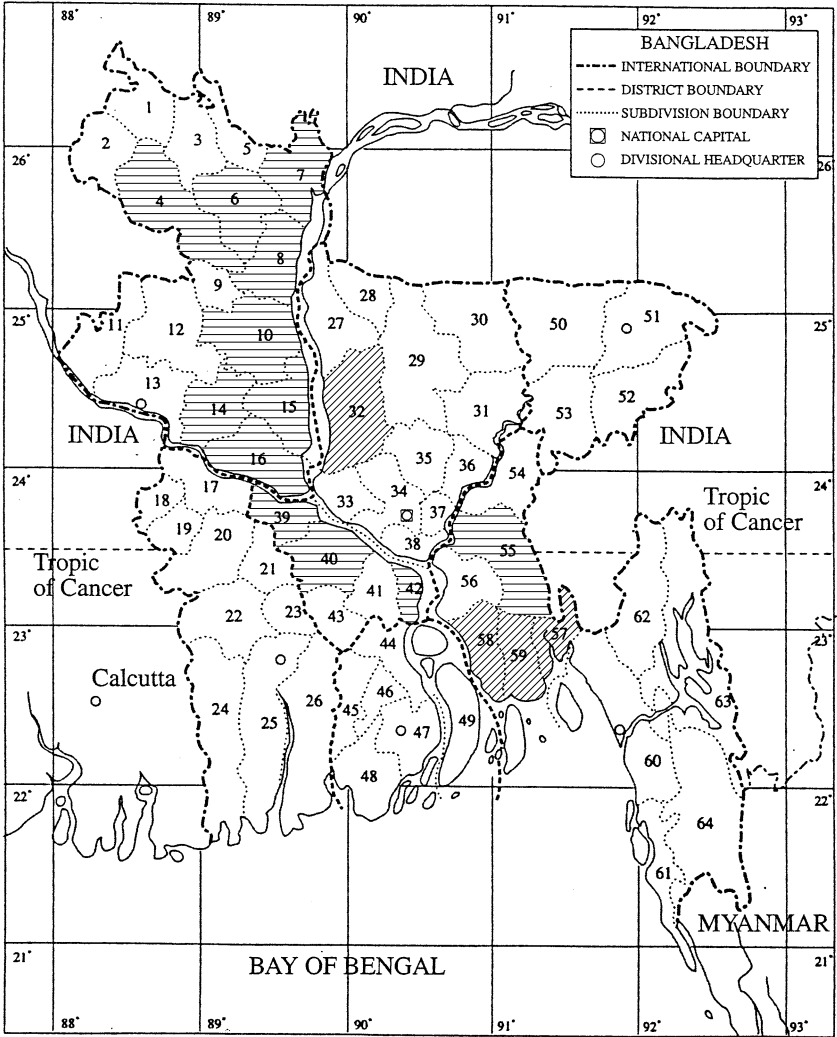 88° 89° 90° 91° 92° 93°
BANGLADESH
INTERNATIONAL BOUNDARY
DISTRICT BOUNDARY
SUBDIVISION BOUNDARY
NATIONAL CAPITAL
DIVISIONAL HEADQUARTER
INDIA
1
2 3 5
26° 26°
7
4 6
8
9 28
25° 11 12 27 30 50 51 25°
10
29
13 52
14 15 32 31 53
INDIA INDIA
16 35 36
24° 54 24°
17 34
18 33 37 Tropic
39 of Cancer
19 20 38
40 55
Tropic 21
of Cancer 41 42 56
22 23 43 62
23° 57 23°
44 58 59
Calcutta
46 63
24 25 26 45 47 49
60
48
22° 22°
64
61
MYANMAR
21° BAY OF BENGAL 21°
88° 89° 90° 91° 92° 93°